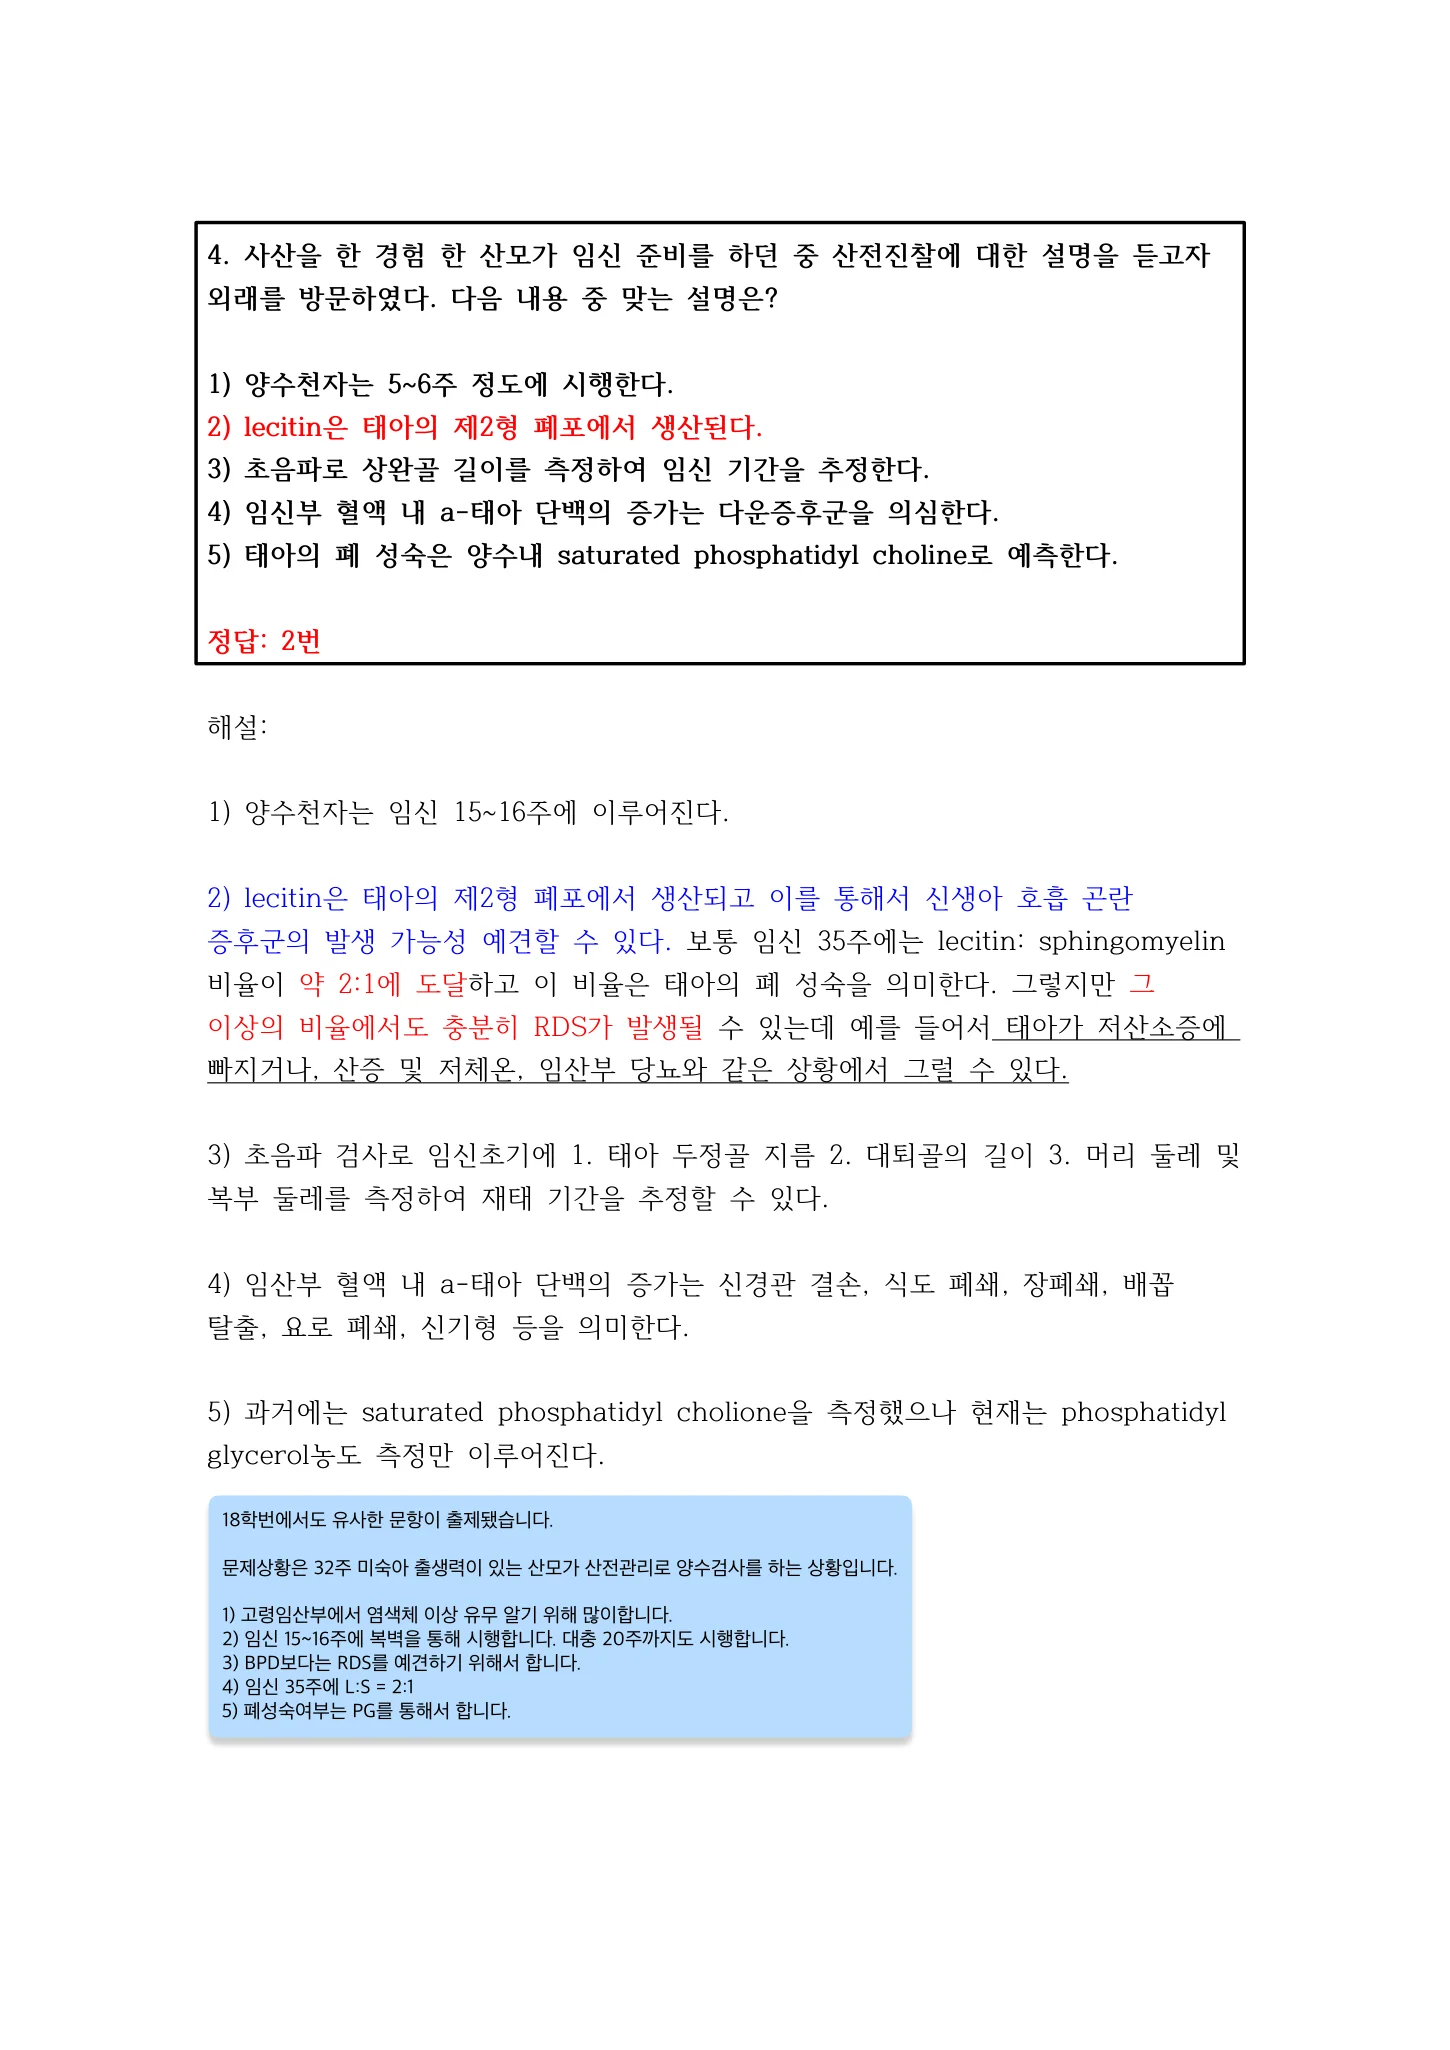 4. 사산을 한 경험 한 산모가 임신 준비를 하던 중 산전진찰에 대한 설명을 듣고자
외래를 방문하였다. 다음 내용 중 맞는 설명은?
1) 양수천자는 5~6주 정도에 시행한다.
2) lecitin은 태아의 제2형 폐포에서 생산된다.
3) 초음파로 상완골 길이를 측정하여 임신 기간을 추정한다.
4) 임신부 혈액 내 a-태아 단백의 증가는 다운증후군을 의심한다.
5) 태아의 폐 성숙은 양수내 saturated phosphatidyl choline로 예측한다.
정답: 2번
해설:
1) 양수천자는 임신 15~16주에 이루어진다.
2) lecitin은 태아의 제2형 폐포에서 생산되고 이를 통해서 신생아 호흡 곤란
증후군의 발생 가능성 예견할 수 있다. 보통 임신 35주에는 lecitin: sphingomyelin
비율이 약 2:1에 도달하고 이 비율은 태아의 폐 성숙을 의미한다. 그렇지만 그
이상의 비율에서도 충분히 RDS가 발생될 수 있는데 예를 들어서 태아가 저산소증에
빠지거나, 산증 및 저체온, 임산부 당뇨와 같은 상황에서 그럴 수 있다.
3) 초음파 검사로 임신초기에 1. 태아 두정골 지름 2. 대퇴골의 길이 3. 머리 둘레 및
복부 둘레를 측정하여 재태 기간을 추정할 수 있다.
4) 임산부 혈액 내 a-태아 단백의 증가는 신경관 결손, 식도 폐쇄, 장폐쇄, 배꼽
탈출, 요로 폐쇄, 신기형 등을 의미한다.
5) 과거에는 saturated phosphatidyl cholione을 측정했으나 현재는 phosphatidyl
glycerol농도 측정만 이루어진다.
18학번에서도 유사한 문항이 출제됐습니다.
문제상황은 32주 미숙아 출생력이 있는 산모가 산전관리로 양수검사를 하는 상황입니다.
1) 고령임산부에서 염색체 이상 유무 알기 위해 많이합니다.
2) 임신 15~16주에 복벽을 통해 시행합니다. 대충 20주까지도 시행합니다.
3) BPD보다는 RDS를 예견하기 위해서 합니다.
4) 임신 35주에 L:S = 2:1
5) 폐성숙여부는 PG를 통해서 합니다.